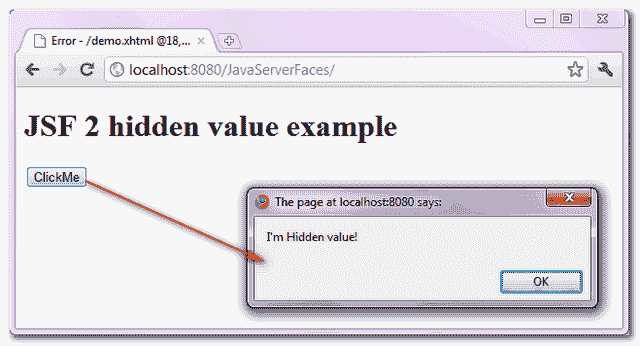 Error - /demo.xhtml @18,...
localhost:8080/JavaServerFaces/
JSF 2 hidden value example
ClickMe
The page at localhost:8080 says:
I'm Hidden value!
OK